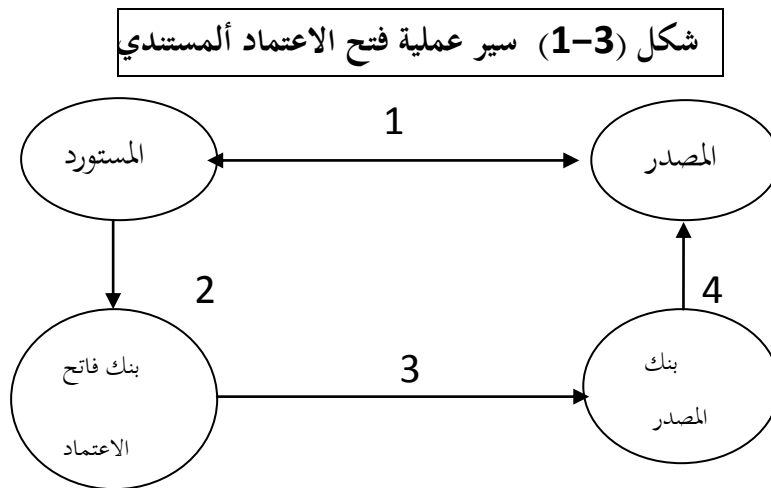 شكل (3–1) سير عملية فتح الاعتماد ألمستندي
1
المصدر
المستورد
2
4
بنك فاتح
الاعتماد
3
بنك
المصدر